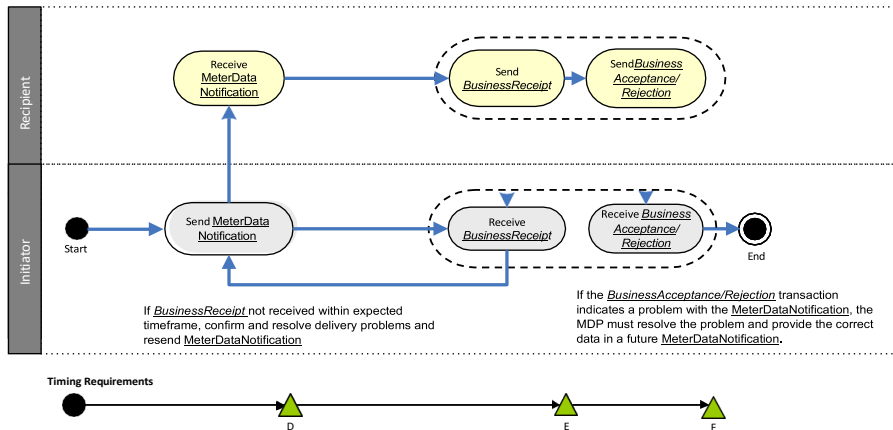 Recipient
Receive
MeterData
Notification
Send
BusinessReceipt
SendBusiness
Acceptance/
Rejection
Initiator
Start
Send MeterData
Notification
Receive
BusinessReceipt
Receive Business
Acceptance/
Rejection
End
If BusinessReceipt not received within expected
timeframe, confirm and resolve delivery problems and
resend MeterDataNotification
If the BusinessAcceptance/Rejection transaction
indicates a problem with the MeterDataNotification, the
MDP must resolve the problem and provide the correct
data in a future MeterDataNotification.
Timing Requirements
D
E
F